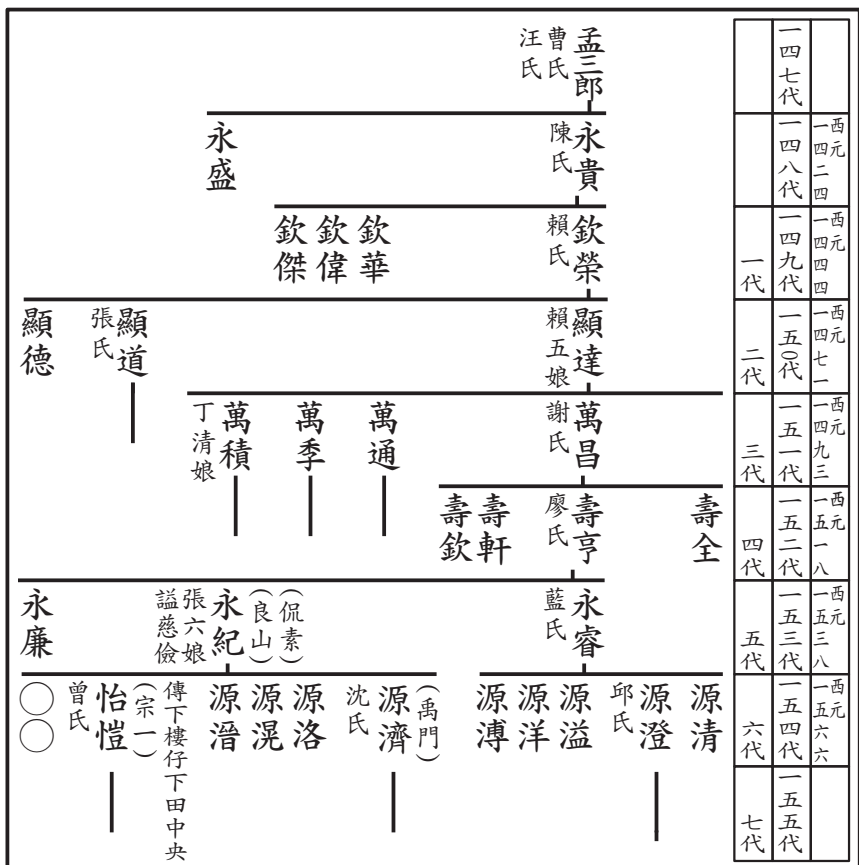 一四七代
孟三郎
曹氏
汪氏
西元一四二四
一四八代
永貴
陳氏
永盛
西元一四四四
一四九代
一代
欽榮
賴氏
欽華
欽偉
欽傑
西元一四七一
一五〇代
二代
顯達
賴五娘
顯道
張氏
顯德
西元一四九三
一五一代
三代
萬昌
謝氏
萬通
萬季
萬積
丁清娘
西元一五一八
一五二代
四代
壽全
壽亨
廖氏
壽軒
壽欽
西元一五三八
一五三代
五代
永睿
藍氏
(侃素)
(良山)
永紀
張六娘
謚慈儉
永廉
西元一五六六
一五四代
六代
源清
源澄
邱氏
源溢
源洋
源溥
(禹門)
源濟
沈氏
源洛
源滉
源溍
傳下樓仔下田中央
(宗一)
怡愷
曾氏
〇〇
一五五代
七代